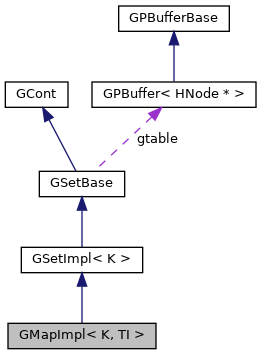 GPBufferBase
GCont
GPBuffer< HNode * >
gtable
GSetBase
GSetImpl< K >
GMapImpl< K, TI >